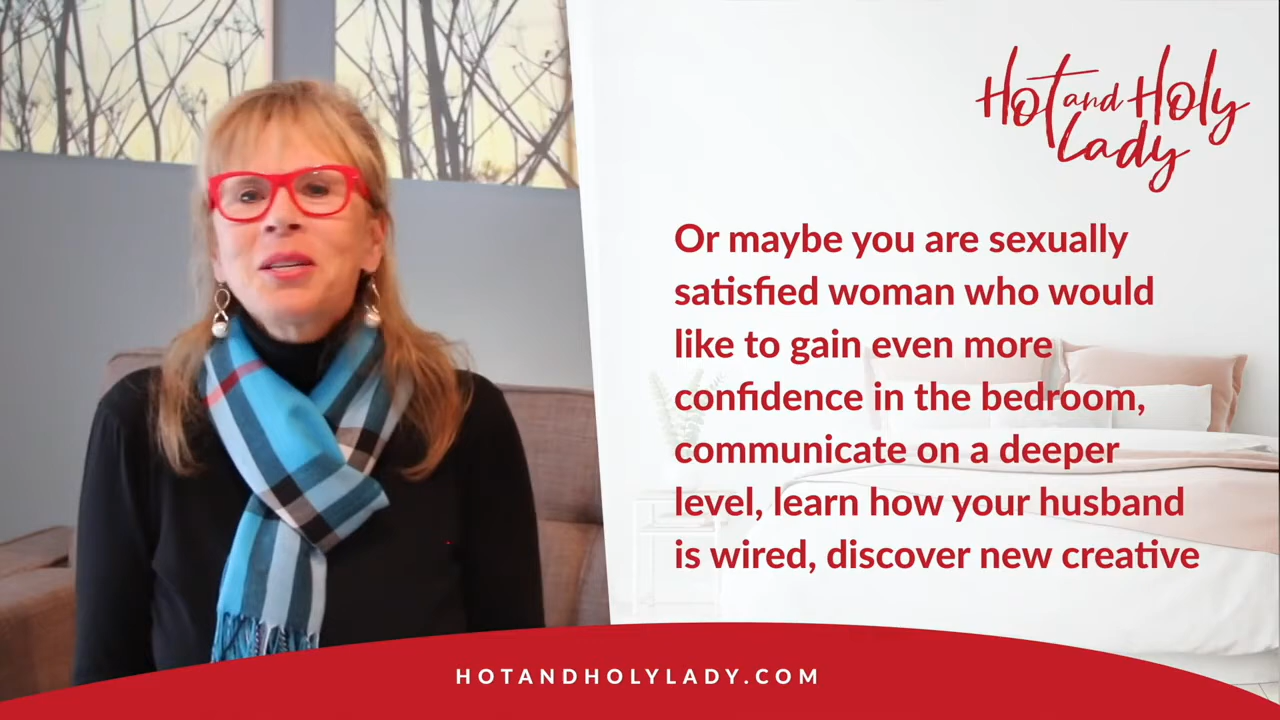 Hot and Holy
Lady
Or maybe you are sexually
satisfied woman who would
like to gain even more
confidence in the bedroom,
communicate on a deeper
level, learn how your husband
is wired, discover new creative
HOTANDHOLYLADY.COM